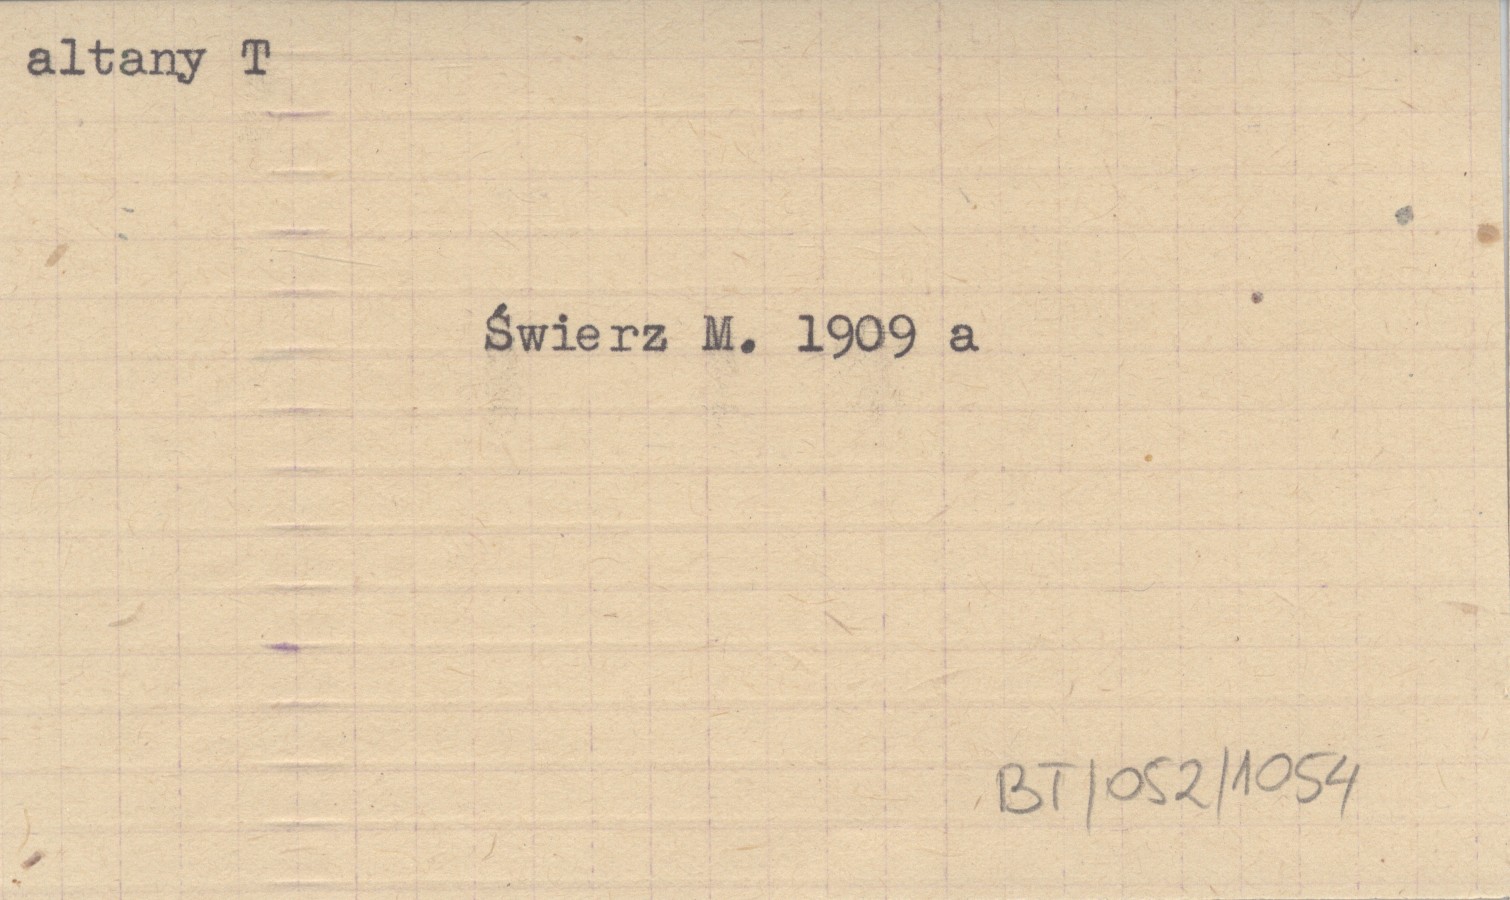 altany T
Świerz M. 1909 a
BT/052/1054